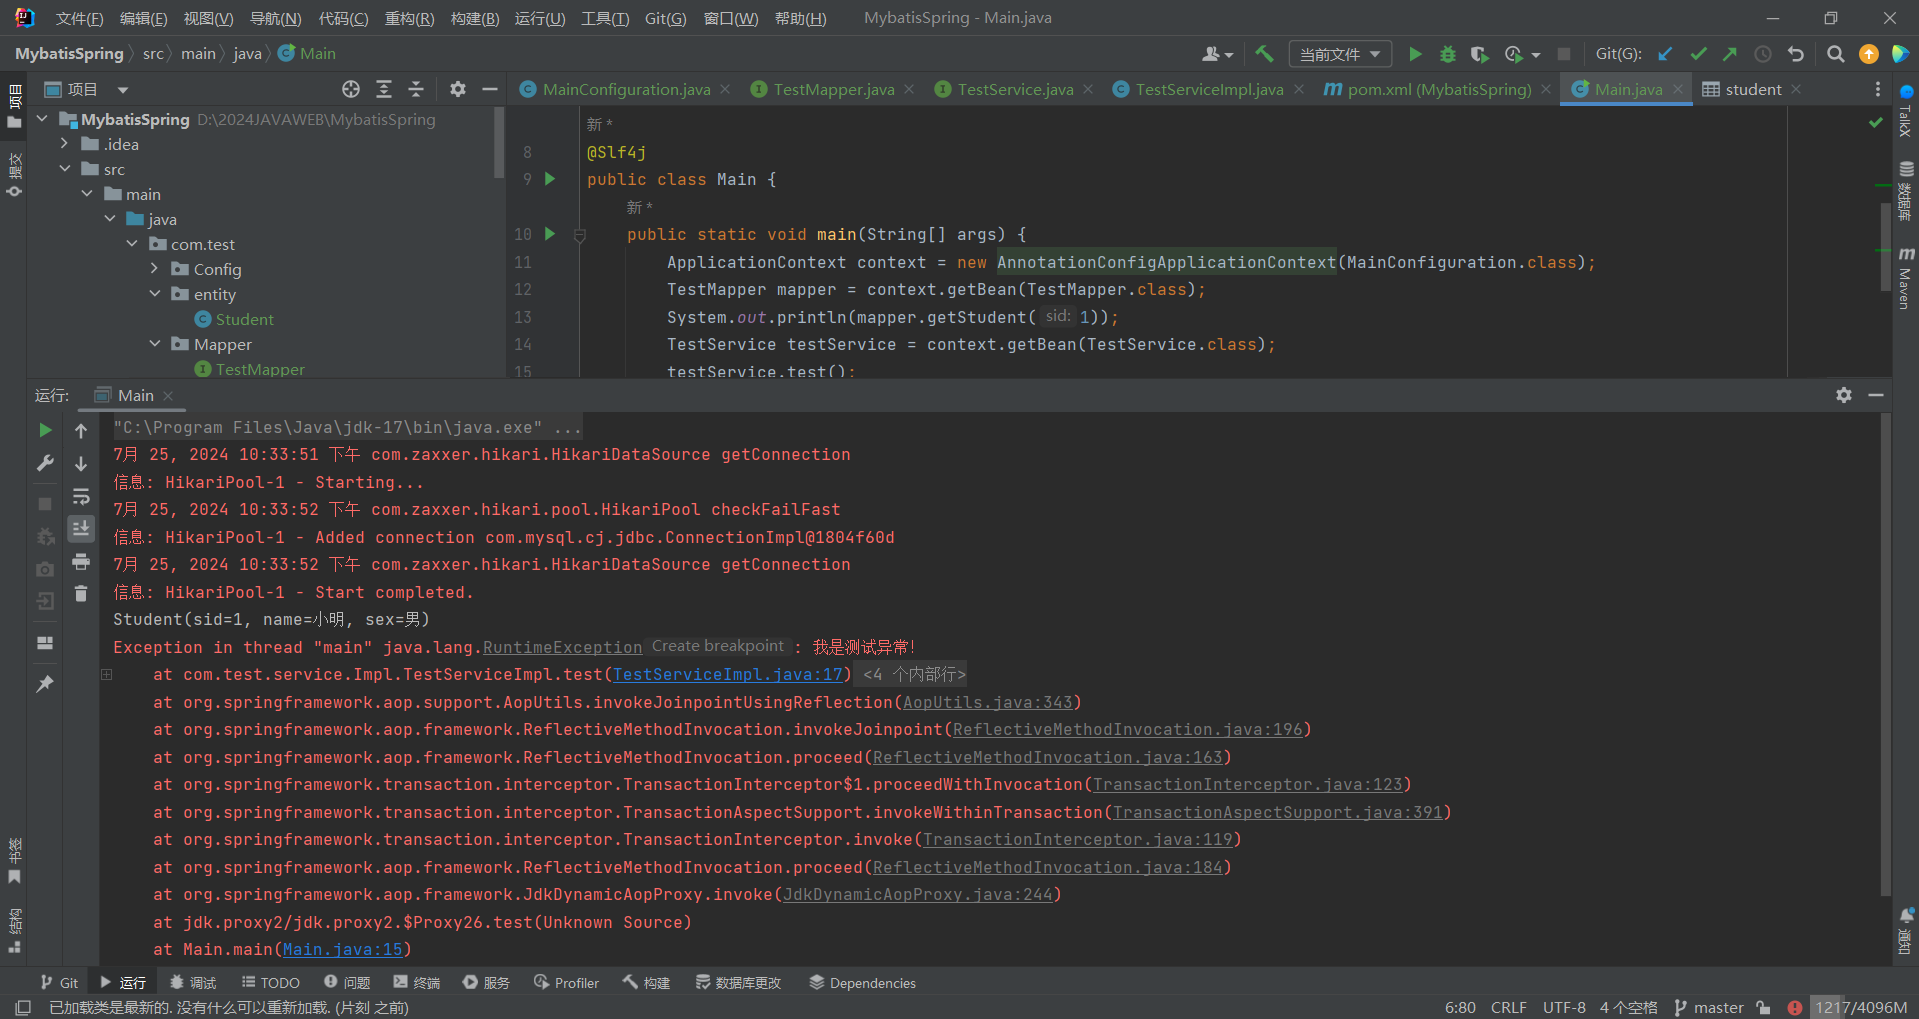 文件(F) 编辑(E) 视图(V) 导航(N) 代码(C) 重构(R) 构建(B) 运行(U) 工具(T) Git(G) 窗口(W) 帮助(H) MybatisSpring - Main.java
MybatisSpring src main java Main 当前文件 Git(G):
项目 MainConfiguration.java TestMapper.java TestService.java TestServiceImpl.java pom.xml (MybatisSpring) Main.java student
项目
提交
MybatisSpring D:\2024JAVAWEB\MybatisSpring
.idea
src
main
java
com.test
Config
entity
Student
Mapper
TestMapper
新 *
8 @Slf4j
9 public class Main {
新 *
10 public static void main(String[] args) {
11 ApplicationContext context = new AnnotationConfigApplicationContext(MainConfiguration.class);
12 TestMapper mapper = context.getBean(TestMapper.class);
13 System.out.println(mapper.getStudent( sid: 1));
14 TestService testService = context.getBean(TestService.class);
15 testService.test();
TalkX
数据库
Maven
运行: Main
"C:\Program Files\Java\jdk-17\bin\java.exe" ...
7月 25, 2024 10:33:51 下午 com.zaxxer.hikari.HikariDataSource getConnection
信息: HikariPool-1 - Starting...
7月 25, 2024 10:33:52 下午 com.zaxxer.hikari.pool.HikariPool checkFailFast
信息: HikariPool-1 - Added connection com.mysql.cj.jdbc.ConnectionImpl@1804f60d
7月 25, 2024 10:33:52 下午 com.zaxxer.hikari.HikariDataSource getConnection
信息: HikariPool-1 - Start completed.
Student(sid=1, name=小明, sex=男)
Exception in thread "main" java.lang.RuntimeException Create breakpoint : 我是测试异常!
at com.test.service.Impl.TestServiceImpl.test(TestServiceImpl.java:17) <4 个内部行>
at org.springframework.aop.support.AopUtils.invokeJoinpointUsingReflection(AopUtils.java:343)
at org.springframework.aop.framework.ReflectiveMethodInvocation.invokeJoinpoint(ReflectiveMethodInvocation.java:196)
at org.springframework.aop.framework.ReflectiveMethodInvocation.proceed(ReflectiveMethodInvocation.java:163)
at org.springframework.transaction.interceptor.TransactionInterceptor$1.proceedWithInvocation(TransactionInterceptor.java:123)
at org.springframework.transaction.interceptor.TransactionAspectSupport.invokeWithinTransaction(TransactionAspectSupport.java:391)
at org.springframework.transaction.interceptor.TransactionInterceptor.invoke(TransactionInterceptor.java:119)
at org.springframework.aop.framework.ReflectiveMethodInvocation.proceed(ReflectiveMethodInvocation.java:184)
at org.springframework.aop.framework.JdkDynamicAopProxy.invoke(JdkDynamicAopProxy.java:244)
at jdk.proxy2/jdk.proxy2.$Proxy26.test(Unknown Source)
at Main.main(Main.java:15)
书签
结构
通知
Git 运行 调试 TODO 问题 终端 服务 Profiler 构建 数据库更改 Dependencies
已加载类是最新的. 没有什么可以重新加载. (片刻 之前) 6:80 CRLF UTF-8 4 个空格 master 1217/4096M